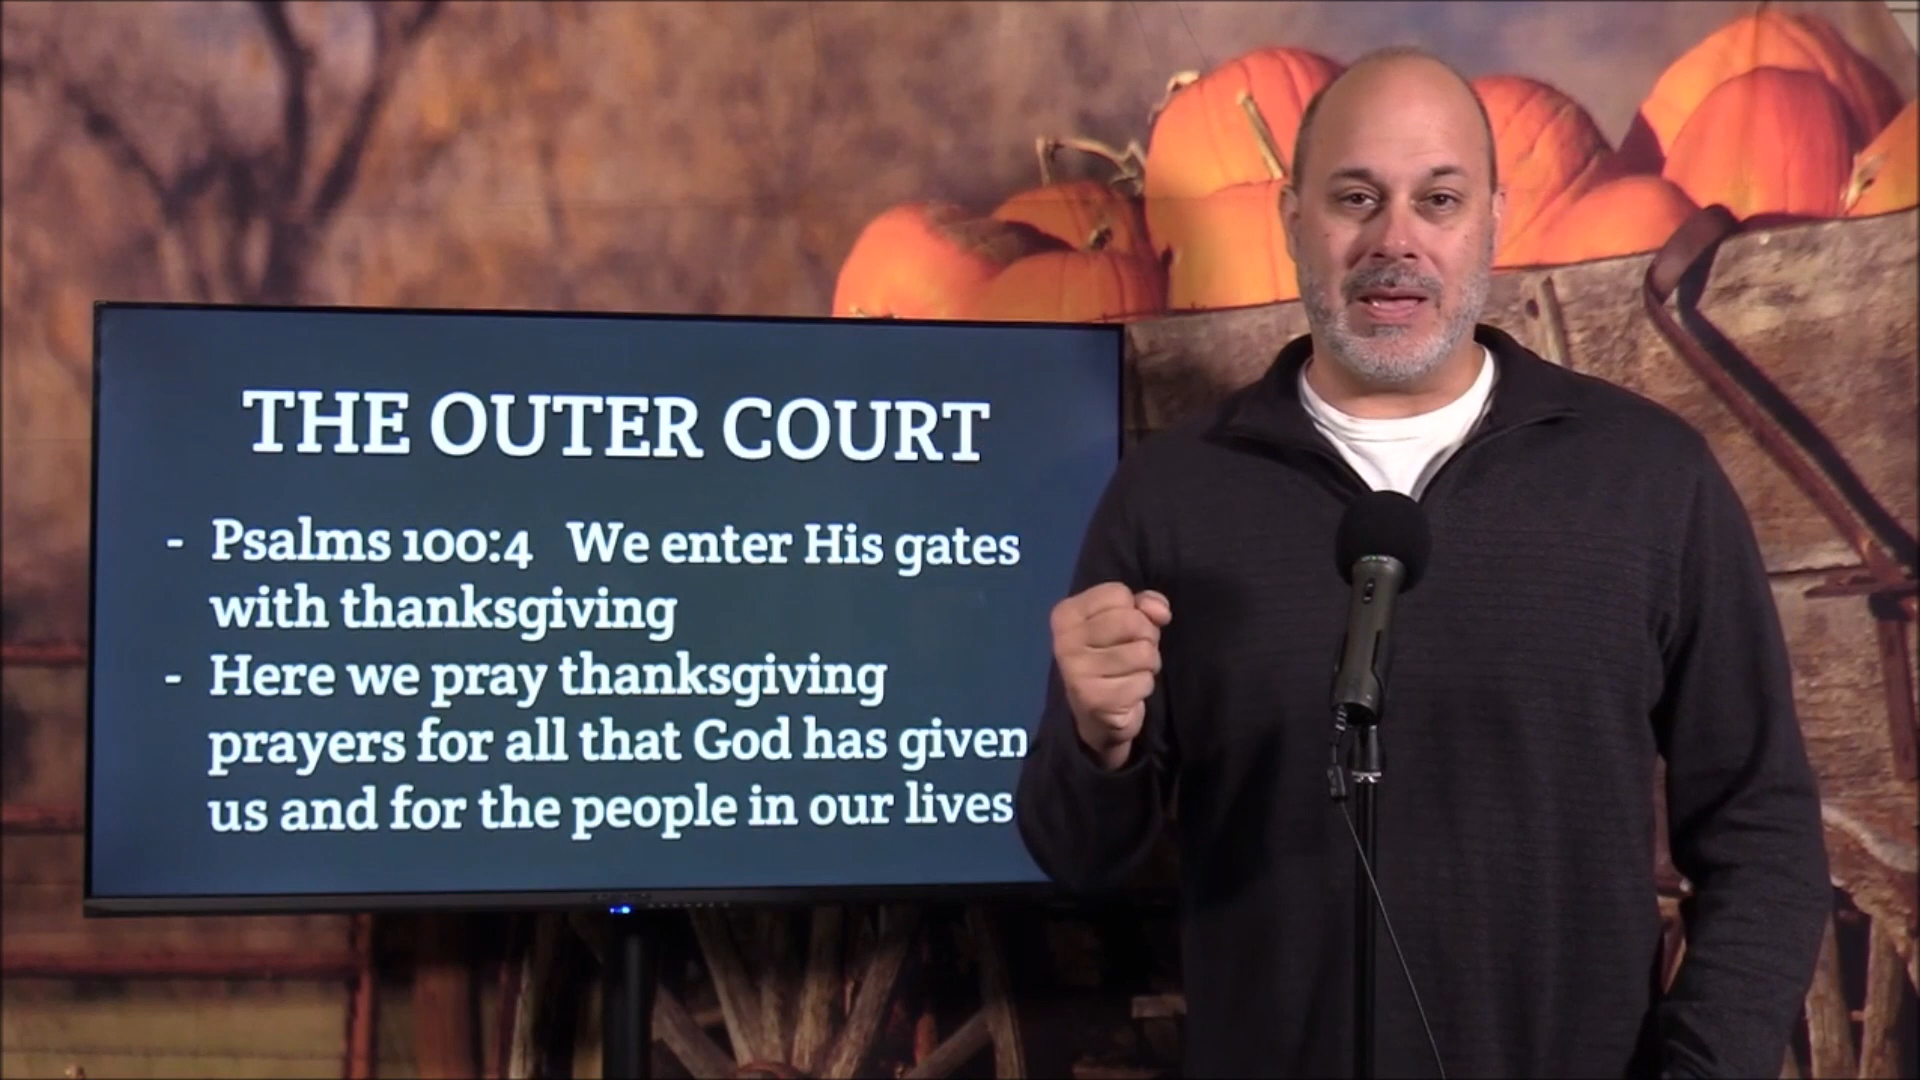 THE OUTER COURT
- Psalms 100:4 We enter His gates
with thanksgiving
- Here we pray thanksgiving
prayers for all that God has given
us and for the people in our lives